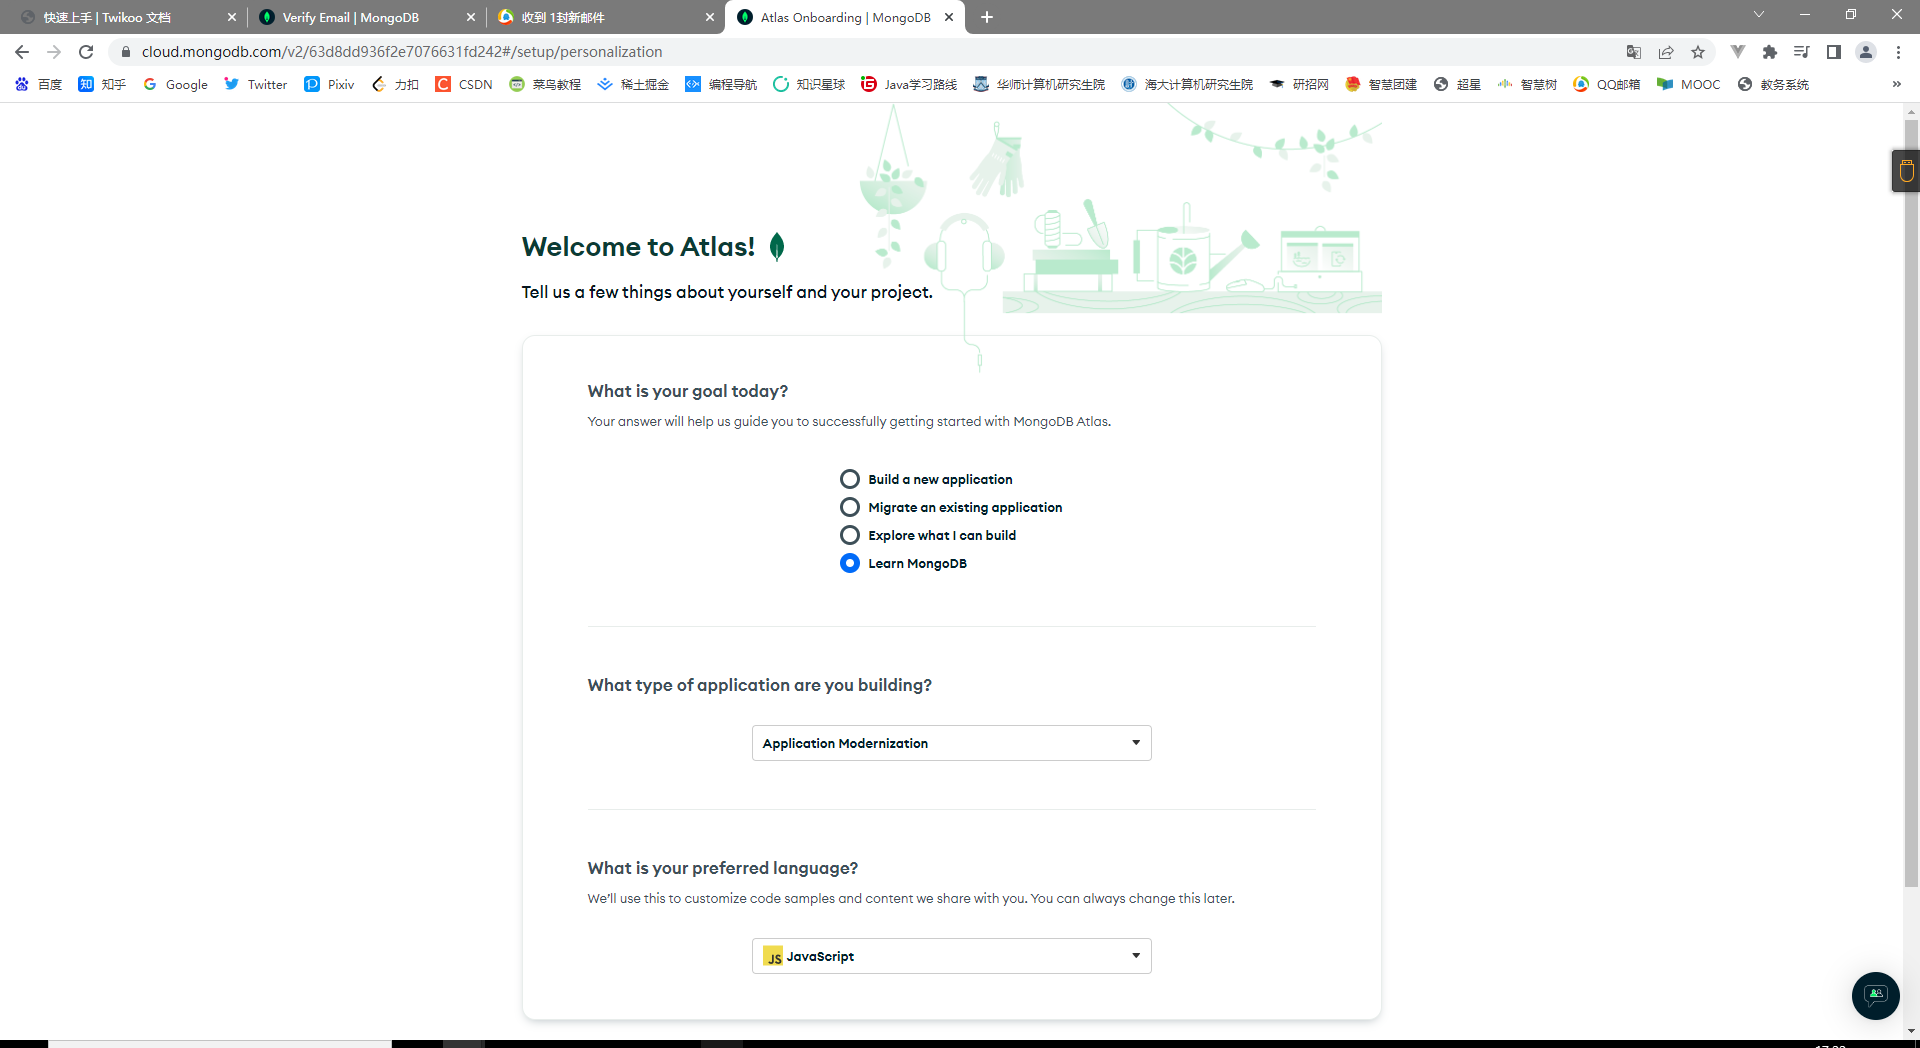 快速上手 | Twikoo 文档
Verify Email | MongoDB
收到 1封新邮件
Atlas Onboarding | MongoDB
cloud.mongodb.com/v2/63d8dd936f2e7076631fd242#/setup/personalization
百度 知 知乎 Google Twitter Pixiv 力扣 CSDN 菜鸟教程 稀土掘金 编程导航 知识星球 Java学习路线 华师计算机研究生院 海大计算机研究生院 研招网 智慧团建 超星 智慧树 QQ邮箱 MOOC 教务系统 »
Welcome to Atlas!
Tell us a few things about yourself and your project.
What is your goal today?
Your answer will help us guide you to successfully getting started with MongoDB Atlas.
Build a new application
Migrate an existing application
Explore what I can build
Learn MongoDB
What type of application are you building?
Application Modernization
What is your preferred language?
We'll use this to customize code samples and content we share with you. You can always change this later.
JS JavaScript